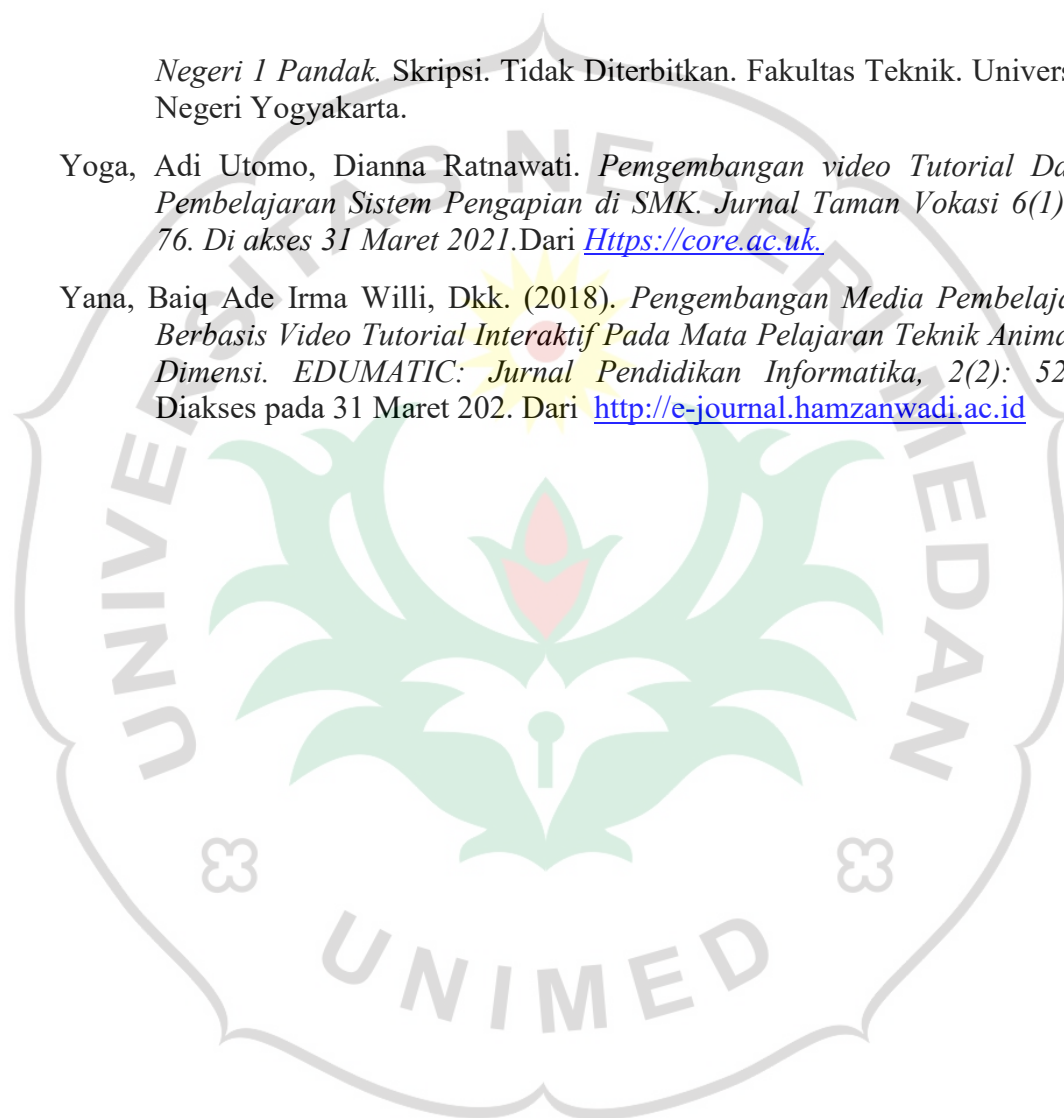 Negeri 1 Pandak. Skripsi. Tidak Diterbitkan. Fakultas Teknik.
Negeri Yogyakarta.
Yoga, Adi Utomo, Dianna Ratnawati. Pemgembangan video Tutorial
Pembelajaran Sistem Pengapian di SMK. Jurnal Taman Vokasi 6(1)
76. Di akses 31 Maret 2021.Dari Https://core.ac.uk.
Yana, Baiq Ade Irma Willi, Dkk. (2018). Pengembangan Media
Berbasis Video Tutorial Interaktif Pada Mata Pelajaran Teknik
Dimensi. EDUMATIC: Jurnal Pendidikan Informatika, 2(2): 52
Diakses pada 31 Maret 202. Dari http://e-journal.hamzanwadi.ac.id
UNIVERSITAS NEGERI MEDAN
UNIMED